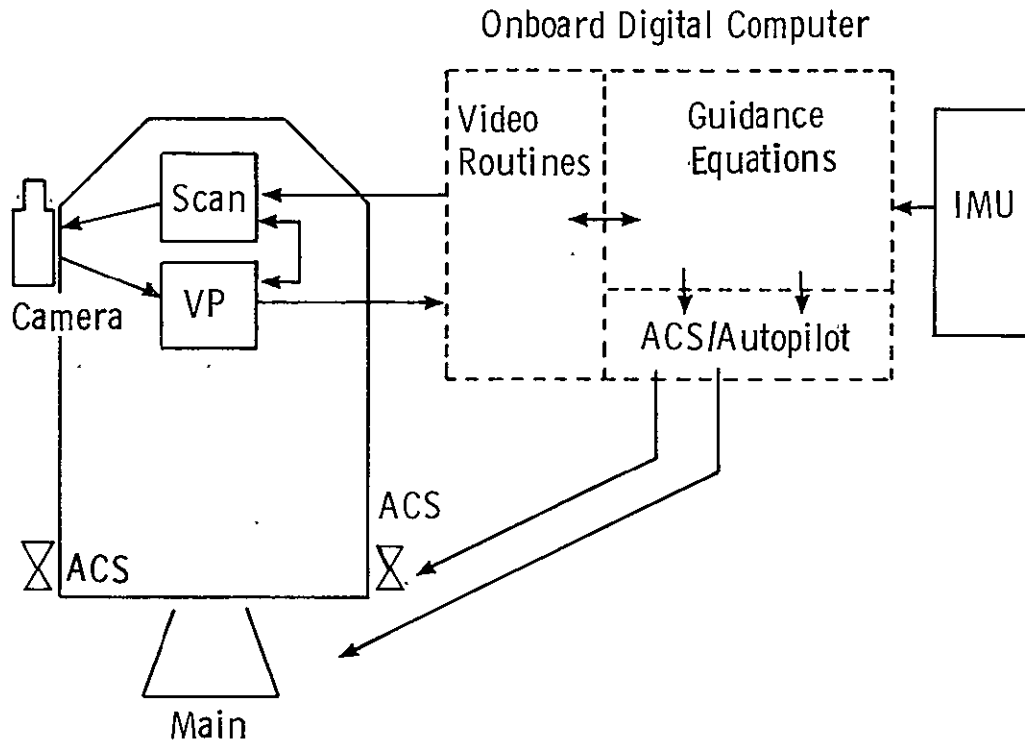 Onboard Digital Computer
Video
Routines
Guidance
Equations
IMU
Scan
VP
Camera
ACS/Autopilot
ACS
ACS
Main